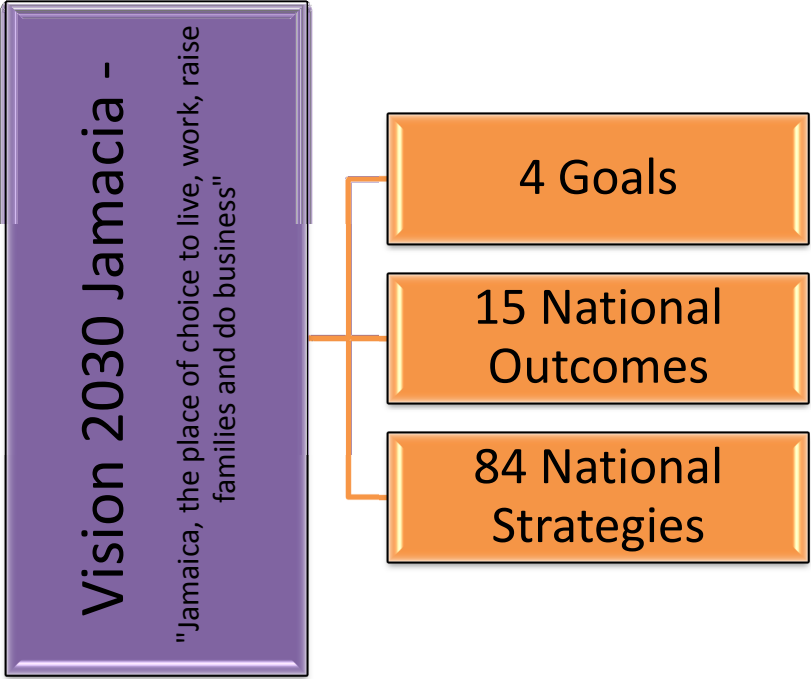 Vision 2030 Jamacia -
"Jamaica, the place of choice to live, work, raise
families and do business"
4 Goals
15 National
Outcomes
84 National
Strategies